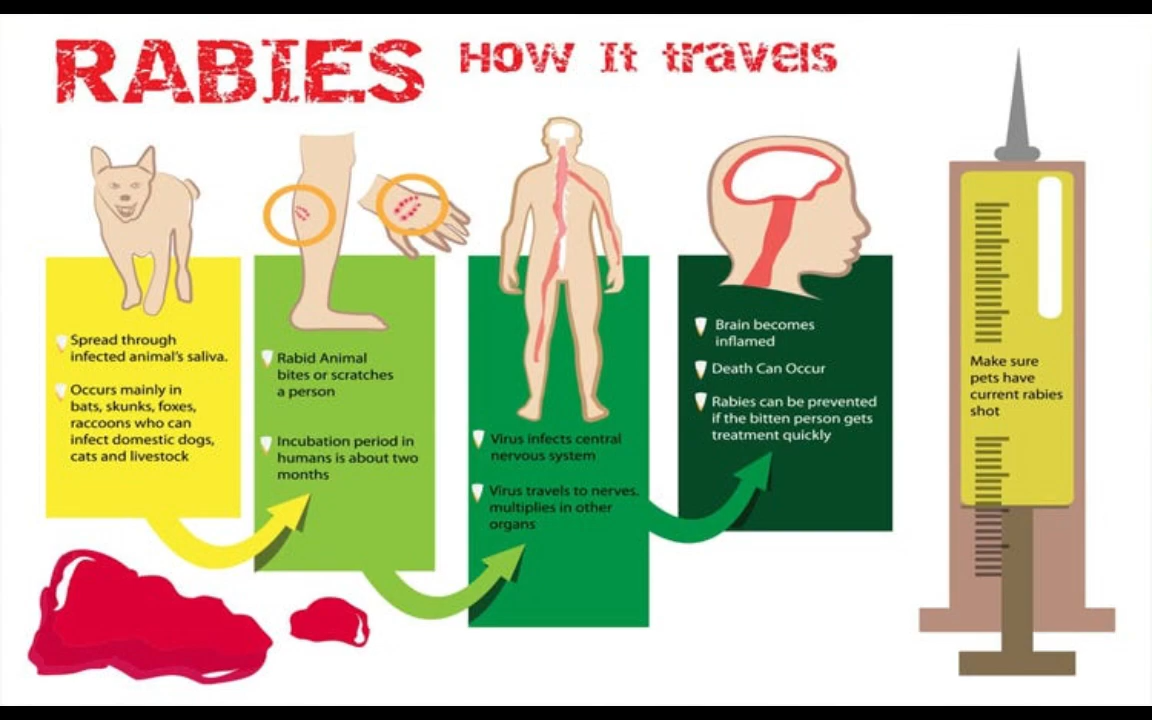 RABIES How It travels
Spread through
infected animal's saliva.
Occurs mainly in
bats, skunks, foxes,
raccoons who can
infect domestic dogs,
cats and livestock
Rabid Animal
bites or scratches
a person
Incubation period in
humans is about two
months
Virus infects central
nervous system
Virus travels to nerves,
multiplies in other
organs
Brain becomes
inflamed
Death Can Occur
Rabies can be prevented
if the bitten person gets
treatment quickly
Make sure
pets have
current rabies
shot